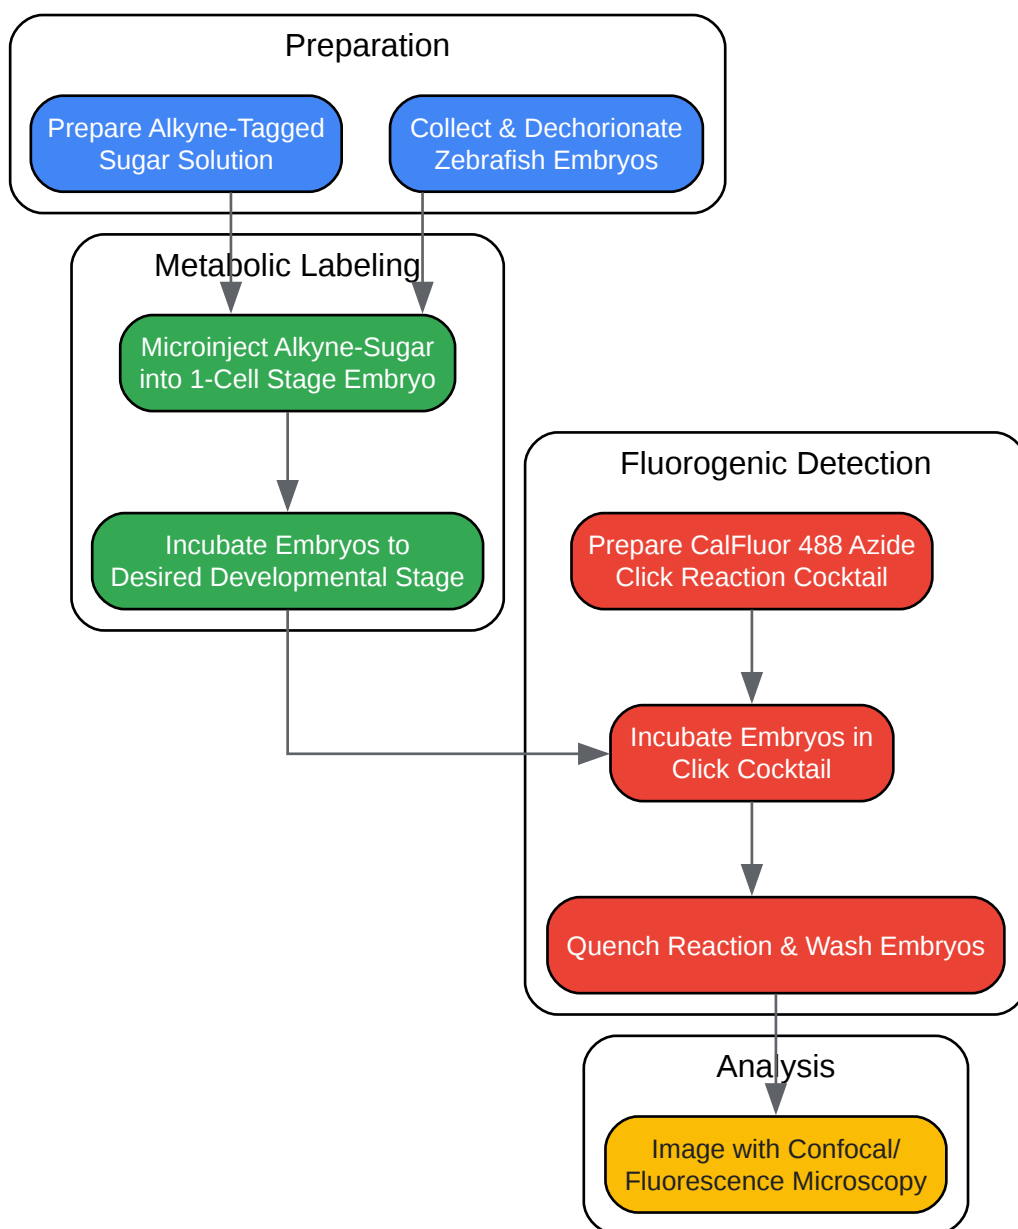 Preparation
Prepare Alkyne-Tagged
Sugar Solution
Collect & Dechorionate
Zebrafish Embryos
Metabolic Labeling
Microinject Alkyne-Sugar
into 1-Cell Stage Embryo
Incubate Embryos to
Desired Developmental Stage
Fluorogenic Detection
Prepare CalFluor 488 Azide
Click Reaction Cocktail
Incubate Embryos in
Click Cocktail
Quench Reaction & Wash Embryos
Analysis
Image with Confocal/
Fluorescence Microscopy